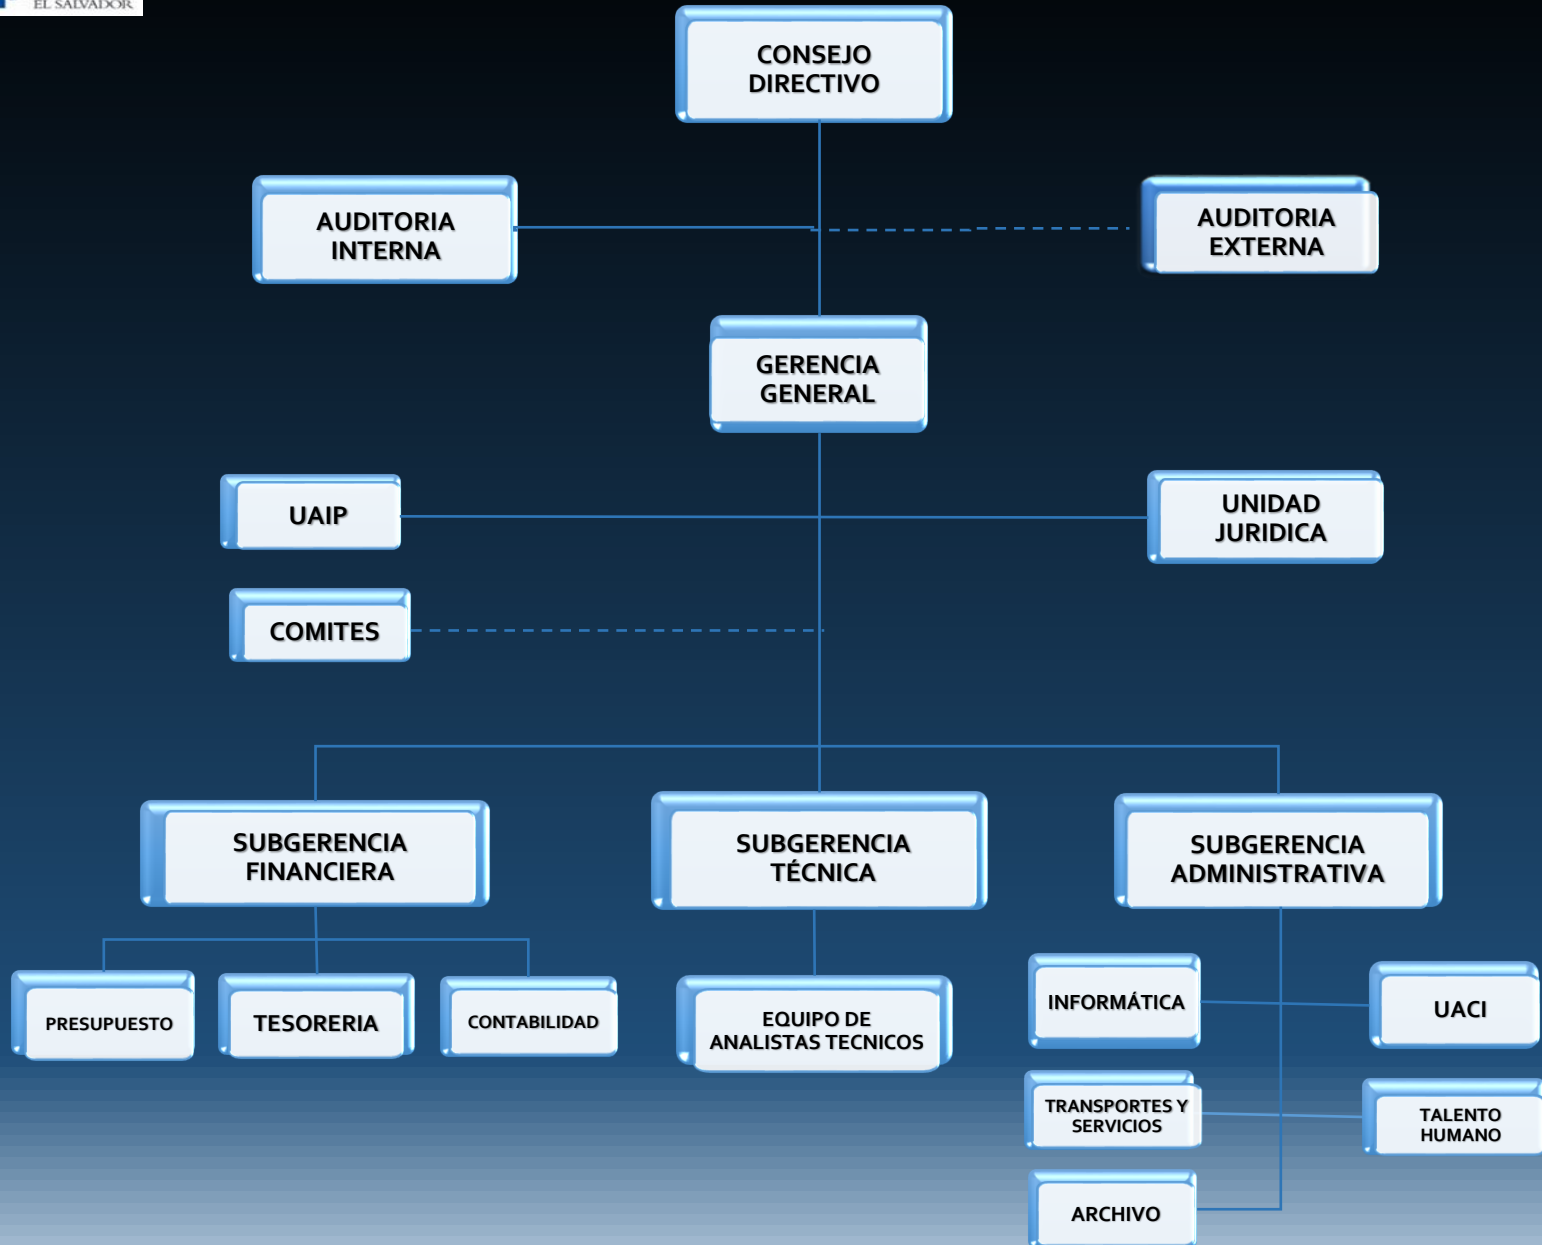 EL SALVADOR
CONSEJO
DIRECTIVO
AUDITORIA
INTERNA
AUDITORIA
EXTERNA
GERENCIA
GENERAL
UAIP
UNIDAD
JURIDICA
COMITES
SUBGERENCIA
FINANCIERA
SUBGERENCIA
TÉCNICA
SUBGERENCIA
ADMINISTRATIVA
PRESUPUESTO
TESORERIA
CONTABILIDAD
EQUIPO DE
ANALISTAS TECNICOS
INFORMÁTICA
UACI
TRANSPORTES Y
SERVICIOS
TALENTO
HUMANO
ARCHIVO